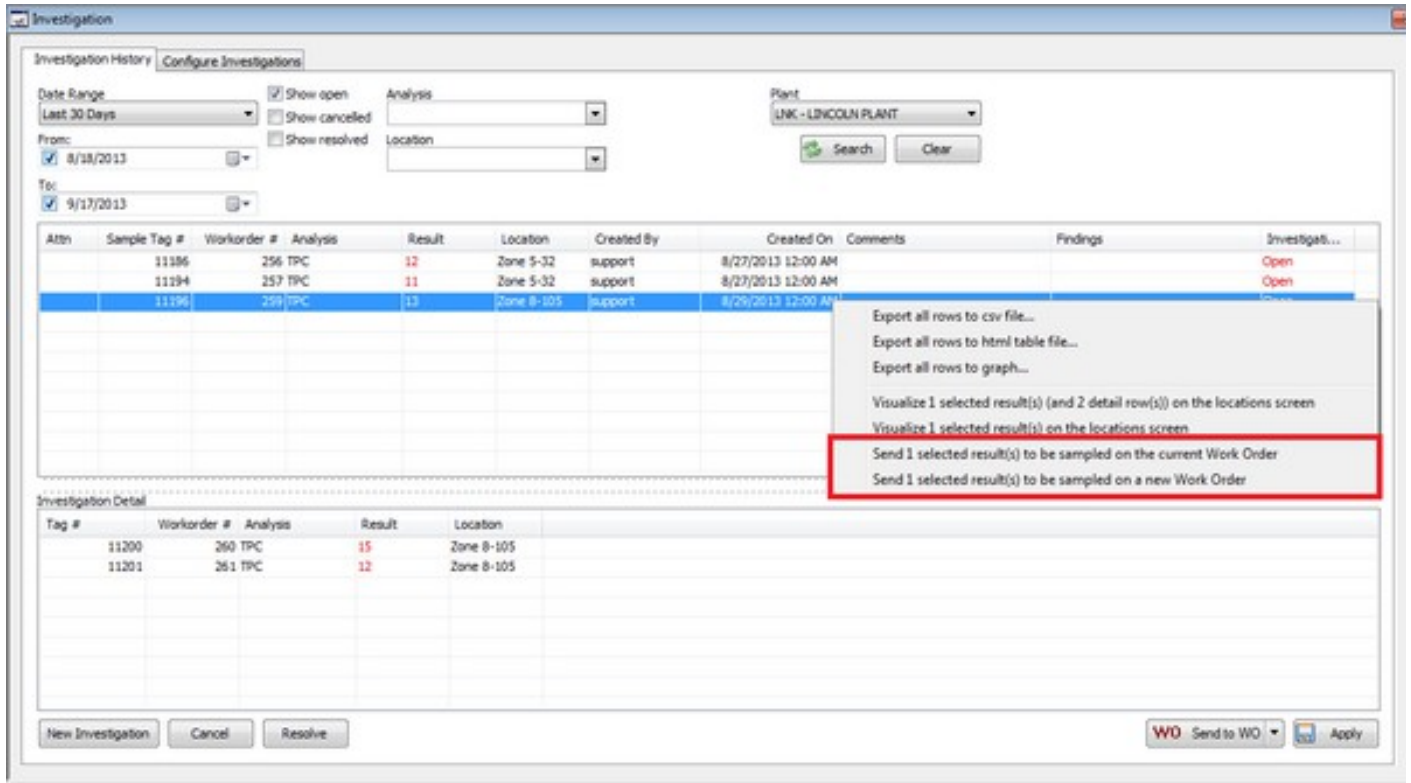 Investigation
Investigation History Configure Investigations
Date Range
Last 30 Days
From:
8/18/2013
To:
9/17/2013
Show open
Show cancelled
Show resolved
Analysis
Location
Plant
LNK - LINCOLN PLANT
Search Clear
Attn Sample Tag # Workorder # Analysis Result Location Created By Created On Comments Findings Investigati...
11186 256 TPC 12 Zone 5-32 support 8/27/2013 12:00 AM Open
11194 257 TPC 11 Zone 5-32 support 8/27/2013 12:00 AM Open
11196 259 TPC 13 Zone 8-105 support 8/29/2013 12:00 AM
Export all rows to csv file...
Export all rows to html table file...
Export all rows to graph...
Visualize 1 selected result(s) (and 2 detail row(s)) on the locations screen
Visualize 1 selected result(s) on the locations screen
Send 1 selected result(s) to be sampled on the current Work Order
Send 1 selected result(s) to be sampled on a new Work Order
Investigation Detail
Tag # Workorder # Analysis Result Location
11200 260 TPC 15 Zone 8-105
11201 261 TPC 12 Zone 8-105
New Investigation Cancel Resolve WO Send to WO Apply